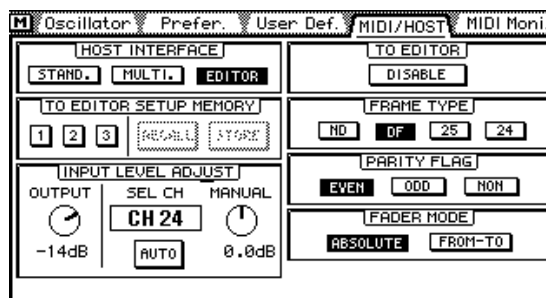 M Oscillator Prefer. User Def. MIDI/HOST MIDI Moni
HOST INTERFACE
STAND. MULTI. EDITOR
TO EDITOR SETUP MEMORY
1 2 3 RECALL STORE
INPUT LEVEL ADJUST
OUTPUT SEL CH MANUAL
CH 24
-14dB AUTO 0.0dB
TO EDITOR
DISABLE
FRAME TYPE
ND DF 25 24
PARITY FLAG
EVEN ODD NON
FADER MODE
ABSOLUTE FROM-TO